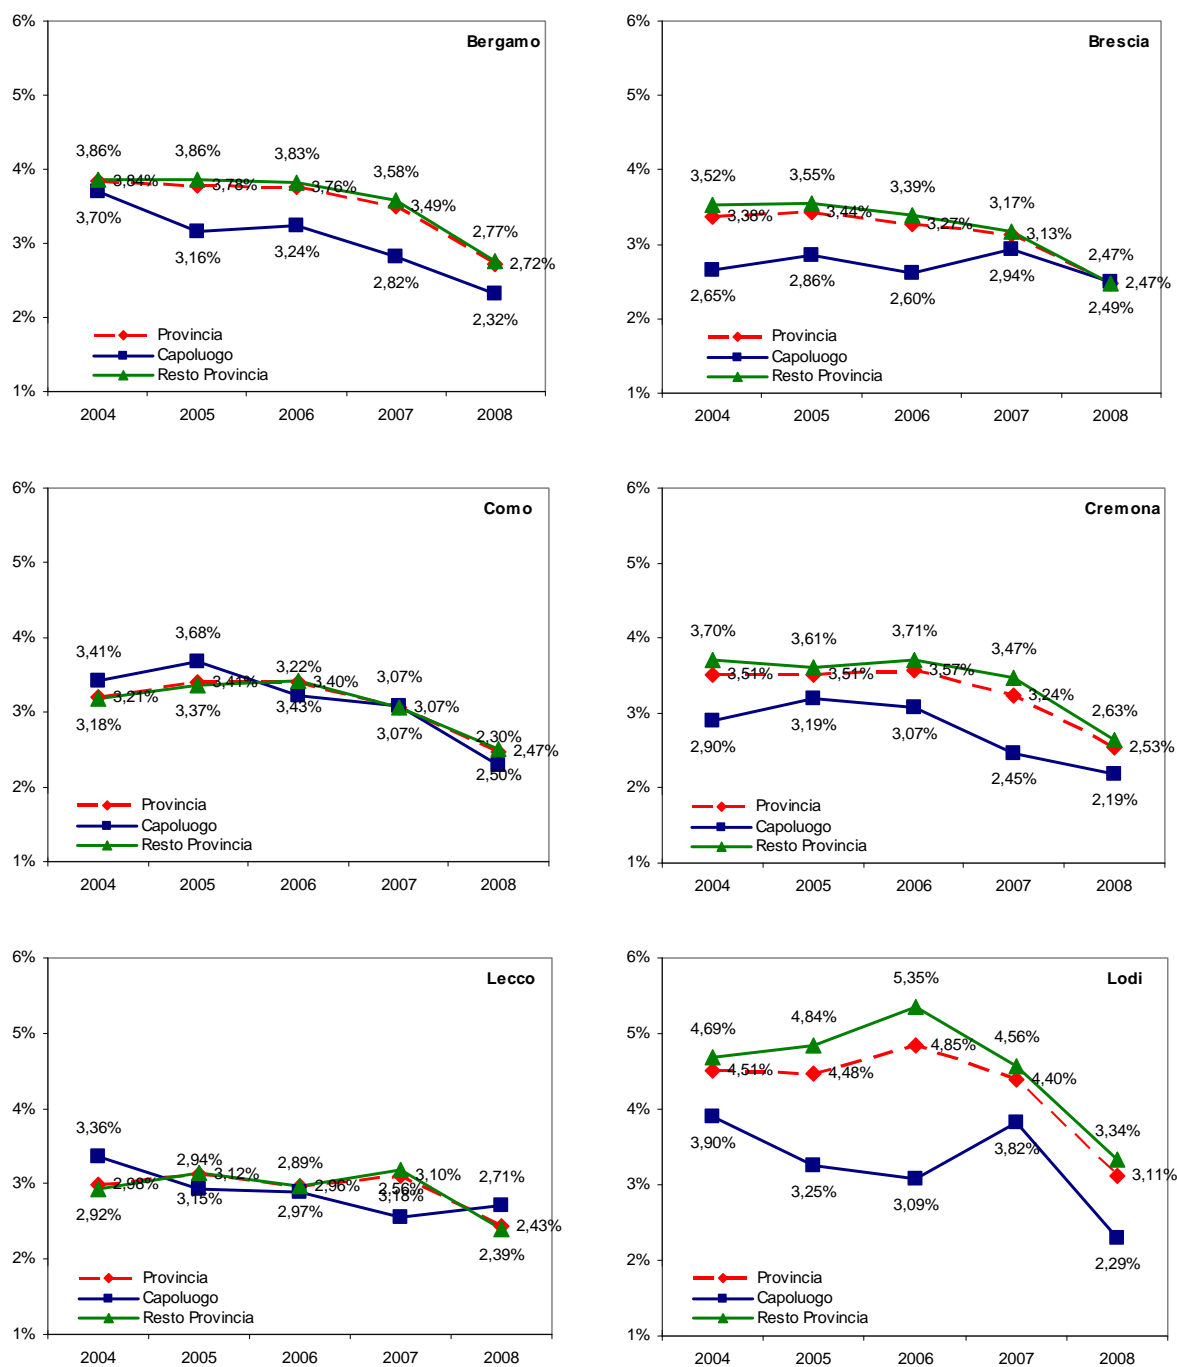 Bergamo
6%
5%
4%
3%
2%
1%
3,86% 3,86% 3,83% 3,58% 2,77%
3,84% 3,78% 3,76% 3,49% 2,72%
3,70% 3,16% 3,24% 2,82% 2,32%
Provincia
Capoluogo
Resto Provincia
2004 2005 2006 2007 2008
Brescia
6%
5%
4%
3%
2%
1%
3,52% 3,55% 3,39% 3,17% 2,47%
3,38% 3,44% 3,27% 3,13% 2,47%
2,65% 2,86% 2,60% 2,94% 2,49%
Provincia
Capoluogo
Resto Provincia
2004 2005 2006 2007 2008
Como
6%
5%
4%
3%
2%
1%
3,41% 3,68% 3,22% 3,07% 2,30%
3,21% 3,41% 3,40% 3,07% 2,47%
3,18% 3,37% 3,43% 3,07% 2,50%
Provincia
Capoluogo
Resto Provincia
2004 2005 2006 2007 2008
Cremona
6%
5%
4%
3%
2%
1%
3,70% 3,61% 3,71% 3,47% 2,63%
3,51% 3,51% 3,57% 3,24% 2,53%
2,90% 3,19% 3,07% 2,45% 2,19%
Provincia
Capoluogo
Resto Provincia
2004 2005 2006 2007 2008
Lecco
6%
5%
4%
3%
2%
1%
3,36% 2,94% 2,89% 2,56% 2,71%
2,98% 3,12% 2,96% 3,10% 2,43%
2,92% 3,15% 2,97% 3,18% 2,39%
Provincia
Capoluogo
Resto Provincia
2004 2005 2006 2007 2008
Lodi
6%
5%
4%
3%
2%
1%
4,69% 4,84% 5,35% 4,56% 3,34%
4,51% 4,48% 4,85% 4,40% 3,11%
3,90% 3,25% 3,09% 3,82% 2,29%
Provincia
Capoluogo
Resto Provincia
2004 2005 2006 2007 2008